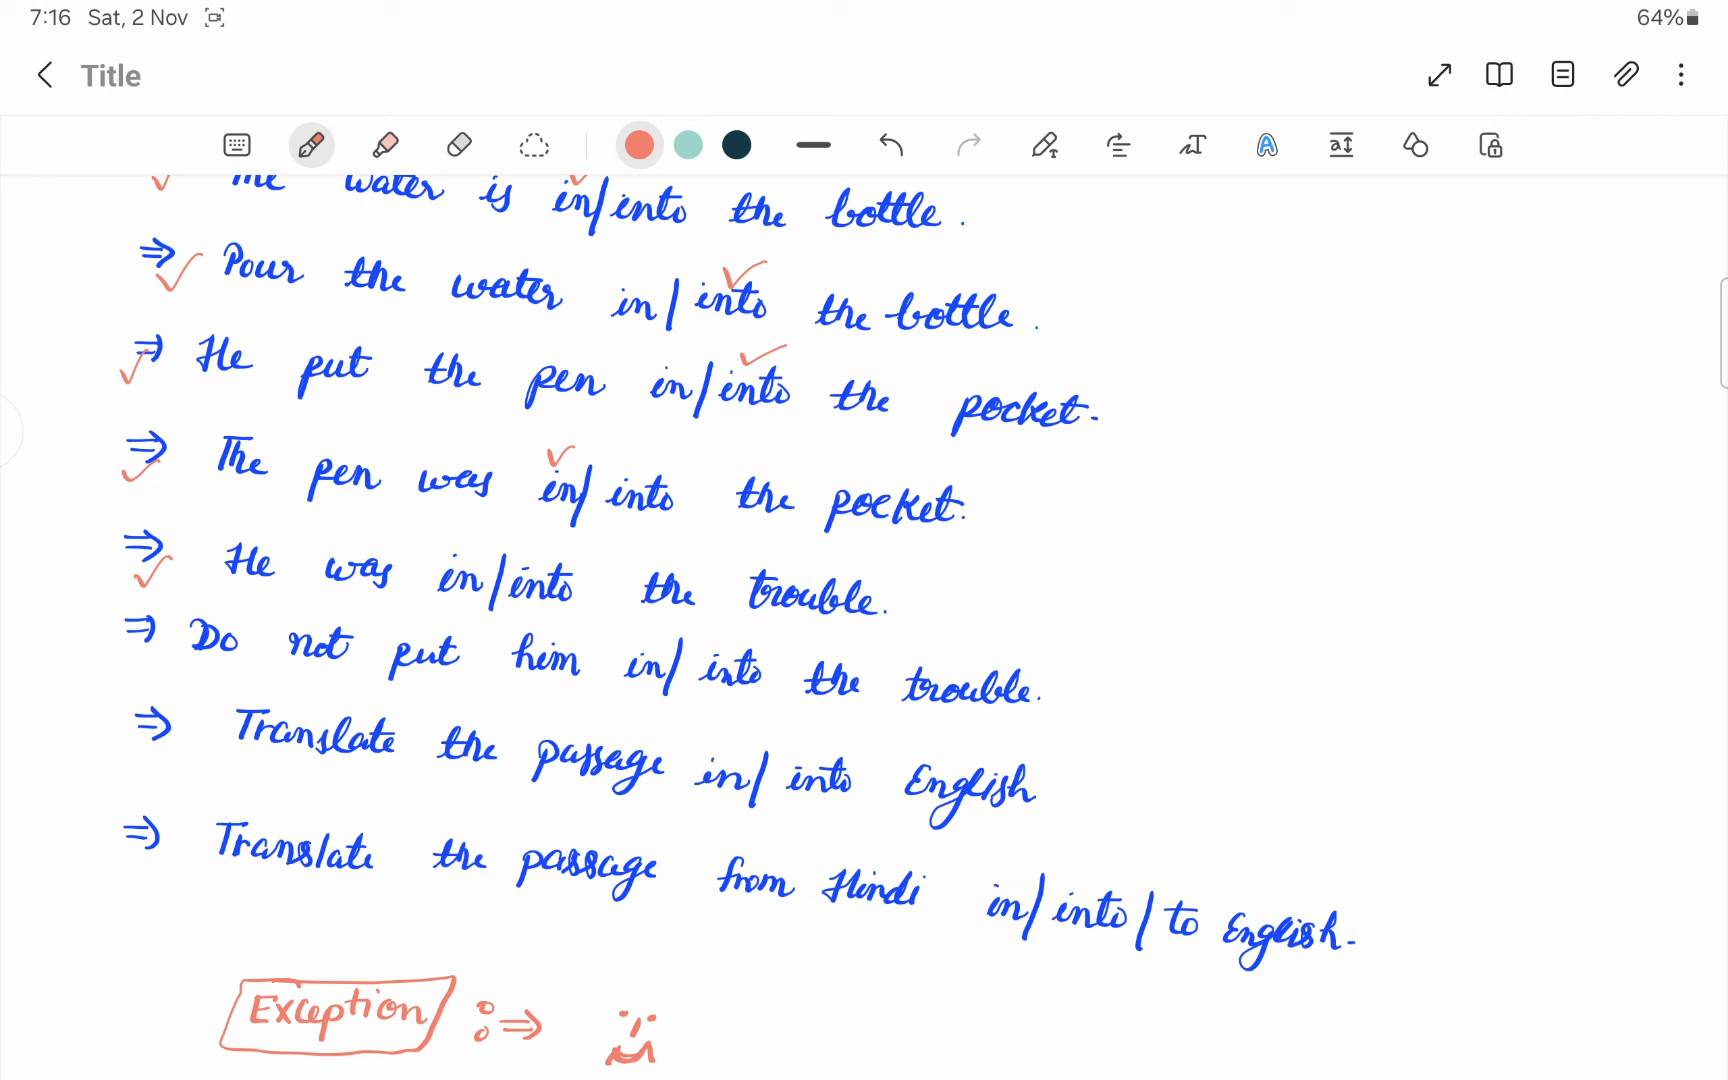 7:16 Sat, 2 Nov 64%
Title
The water is in/into the bottle.
⇒ Pour the water in/into the bottle.
⇒ He put the pen in/into the pocket.
⇒ The pen was in/into the pocket.
⇒ He was in/into the trouble.
⇒ Do not put him in/into the trouble.
⇒ Translate the passage in/into English
⇒ Translate the passage from Hindi in/into/to English.
Exception :⇒